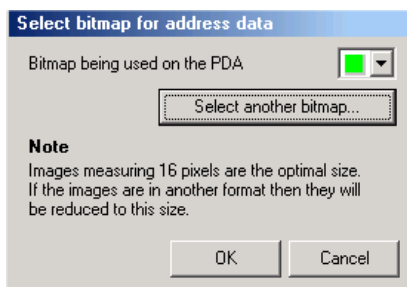 Select bitmap for address data
Bitmap being used on the PDA
Select another bitmap...
Note
Images measuring 16 pixels are the optimal size.
If the images are in another format then they will
be reduced to this size.
OK
Cancel